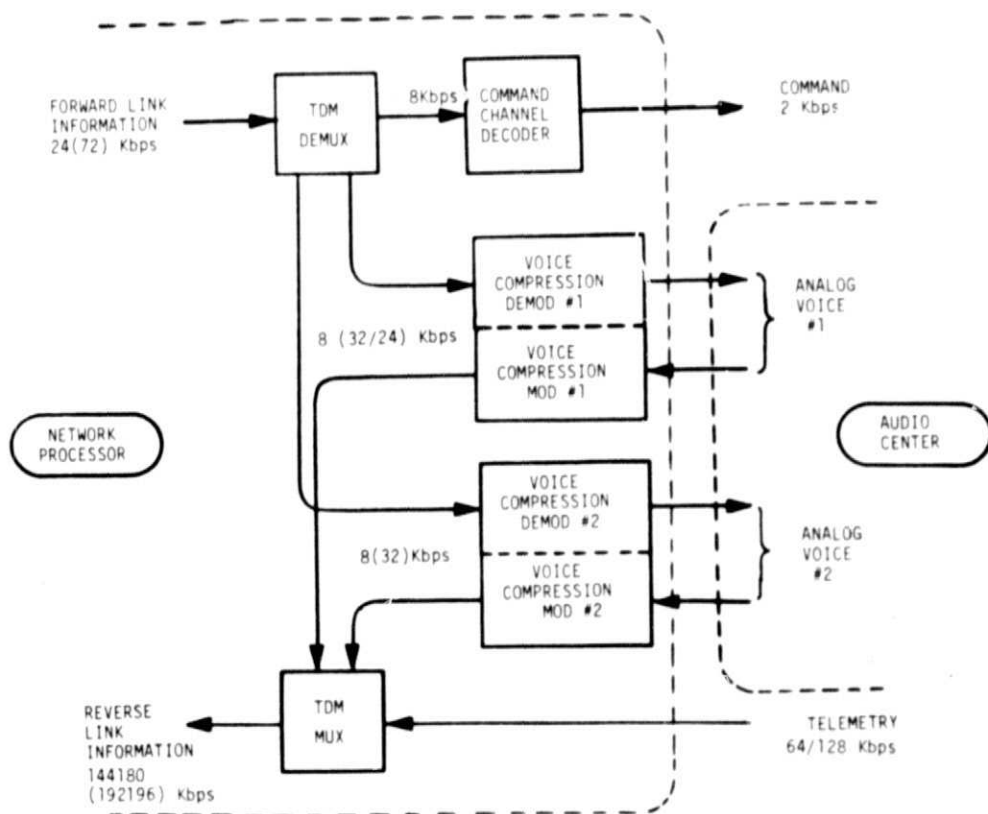 FORWARD LINK
INFORMATION
24(72) Kbps
TDM
DEMUX
8Kbps
COMMAND
CHANNEL
DECODER
COMMAND
2 Kbps
VOICE
COMPRESSION
DEMOD #1
8 (32/24) Kbps
VOICE
COMPRESSION
MOD #1
ANALOG
VOICE
#1
NETWORK
PROCESSOR
AUDIO
CENTER
VOICE
COMPRESSION
DEMOD #2
8(32)Kbps
VOICE
COMPRESSION
MOD #2
ANALOG
VOICE
#2
REVERSE
LINK
INFORMATION
144180
(192196) Kbps
TDM
MUX
TELEMETRY
64/128 Kbps